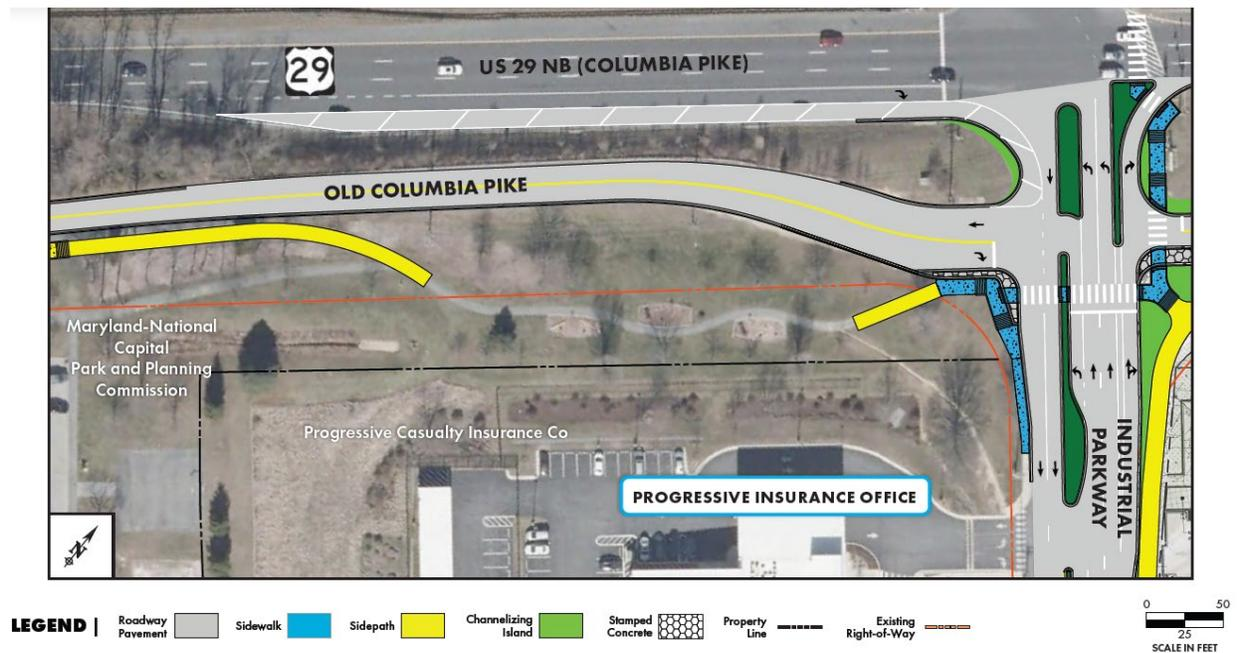 29
US 29 NB (COLUMBIA PIKE)
OLD COLUMBIA PIKE
Maryland-National
Capital
Park and Planning
Commission
Progressive Casualty Insurance Co
PROGRESSIVE INSURANCE OFFICE
INDUSTRIAL
PARKWAY
N
LEGEND |
Roadway
Pavement
Sidewalk
Sidepath
Channelizing
Island
Stamped
Concrete
Property
Line
Existing
Right-of-Way
0 50
25
SCALE IN FEET